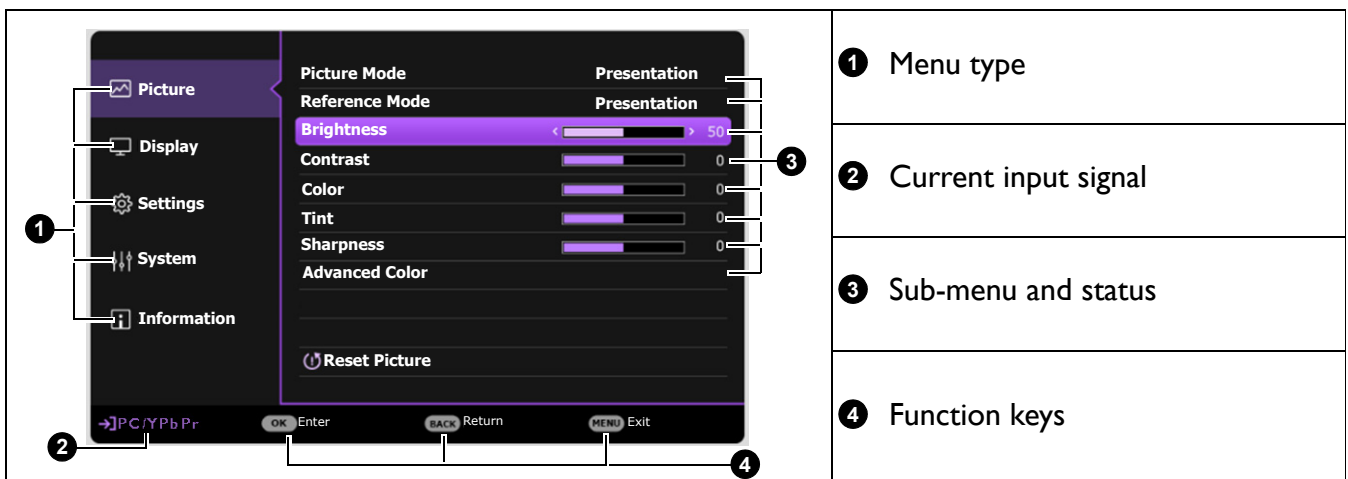 Picture
Display
Settings
System
Information
Picture Mode Presentation
Reference Mode Presentation
Brightness 50
Contrast 0
Color 0
Tint 0
Sharpness 0
Advanced Color
Reset Picture
PC/YPbPr OK Enter BACK Return MENU Exit
1
2
3
4
1 Menu type
2 Current input signal
3 Sub-menu and status
4 Function keys